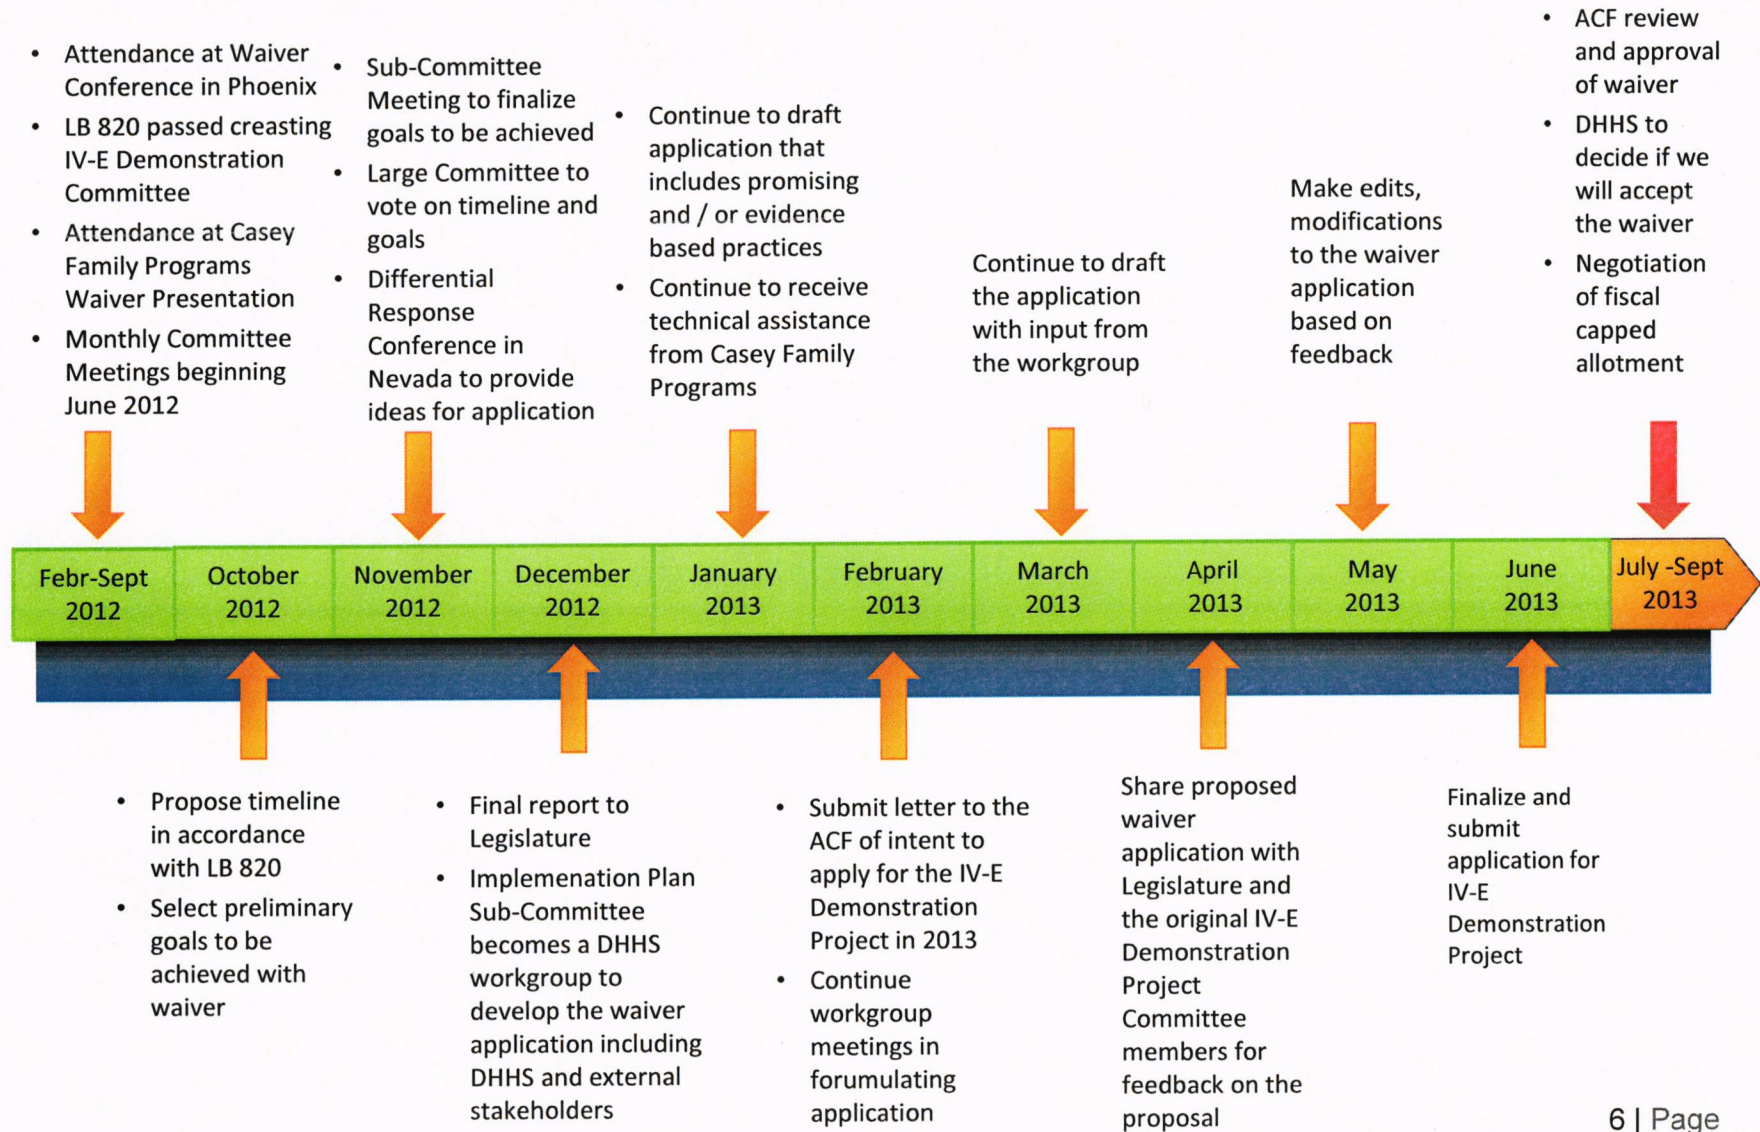 • Attendance at Waiver
Conference in Phoenix
• LB 820 passed creasting
IV-E Demonstration
Committee
• Attendance at Casey
Family Programs
Waiver Presentation
• Monthly Committee
Meetings beginning
June 2012
• Sub-Committee
Meeting to finalize
goals to be achieved
• Large Committee to
vote on timeline and
goals
• Differential
Response
Conference in
Nevada to provide
ideas for application
• Continue to draft
application that
includes promising
and / or evidence
based practices
• Continue to receive
technical assistance
from Casey Family
Programs
Continue to draft
the application
with input from
the workgroup
Make edits,
modifications
to the waiver
application
based on
feedback
• ACF review
and approval
of waiver
• DHHS to
decide if we
will accept
the waiver
• Negotiation
of fiscal
capped
allotment
Febr-Sept
2012
October
2012
November
2012
December
2012
January
2013
February
2013
March
2013
April
2013
May
2013
June
2013
July -Sept
2013
• Propose timeline
in accordance
with LB 820
• Select preliminary
goals to be
achieved with
waiver
• Final report to
Legislature
• Implemenation Plan
Sub-Committee
becomes a DHHS
workgroup to
develop the waiver
application including
DHHS and external
stakeholders
• Submit letter to the
ACF of intent to
apply for the IV-E
Demonstration
Project in 2013
• Continue
workgroup
meetings in
forumulating
application
Share proposed
waiver
application with
Legislature and
the original IV-E
Demonstration
Project
Committee
members for
feedback on the
proposal
Finalize and
submit
application for
IV-E
Demonstration
Project
6 | Page